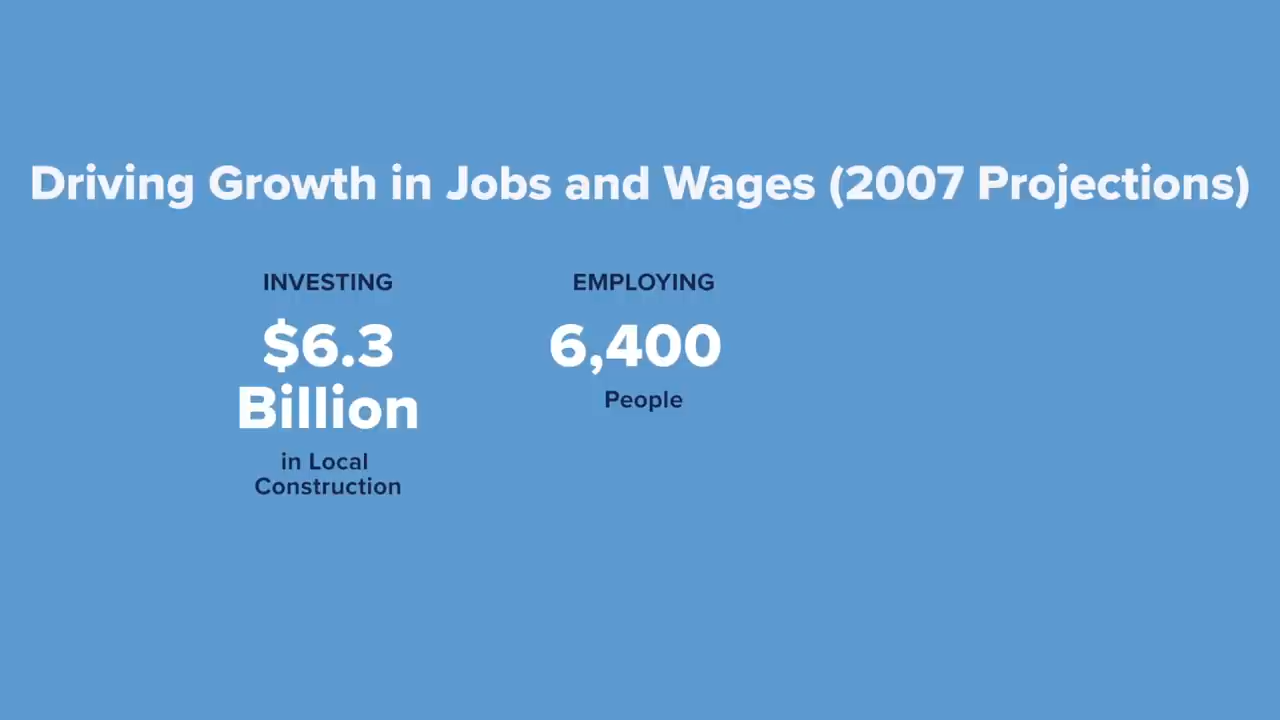 Driving Growth in Jobs and Wages (2007 Projections)
INVESTING
$6.3
Billion
in Local
Construction
EMPLOYING
6,400
People